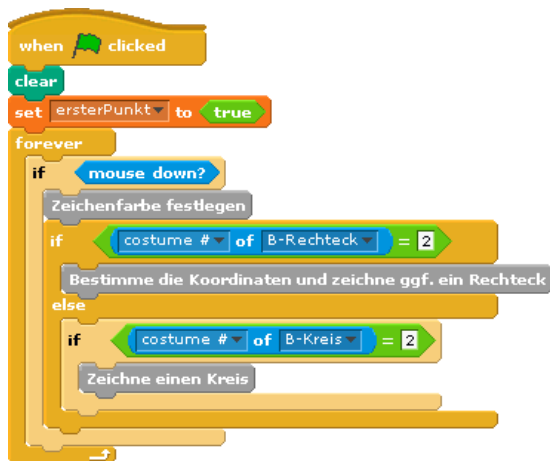 when clicked
clear
set ersterPunkt to true
forever
if mouse down?
Zeichenfarbe festlegen
if costume # of B-Rechteck = 2
Bestimme die Koordinaten und zeichne ggf. ein Rechteck
else
if costume # of B-Kreis = 2
Zeichne einen Kreis